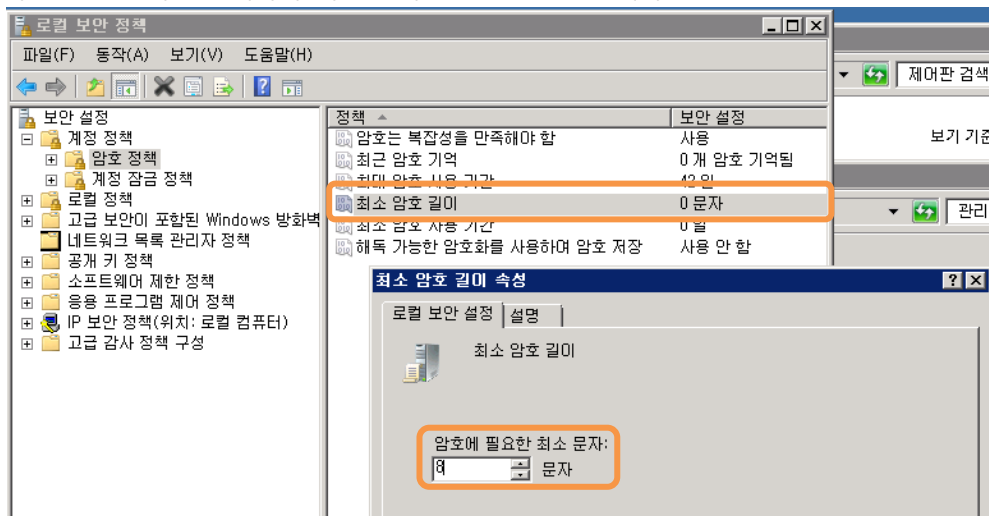 로컬 보안 정책
파일(F) 동작(A) 보기(V) 도움말(H)
제어판 검색
보안 설정
계정 정책
암호 정책
계정 잠금 정책
로컬 정책
고급 보안이 포함된 Windows 방화벽
네트워크 목록 관리자 정책
공개 키 정책
소프트웨어 제한 정책
응용 프로그램 제어 정책
IP 보안 정책(위치: 로컬 컴퓨터)
고급 감사 정책 구성
정책 보안 설정
암호는 복잡성을 만족해야 함 사용
최근 암호 기억 0 개 암호 기억됨
최대 암호 사용 기간 42 일
최소 암호 길이 0 문자
최소 암호 사용 기간 0 일
해독 가능한 암호화를 사용하여 암호 저장 사용 안 함
보기 기준
관리
최소 암호 길이 속성
로컬 보안 설정 설명
최소 암호 길이
암호에 필요한 최소 문자:
8 문자